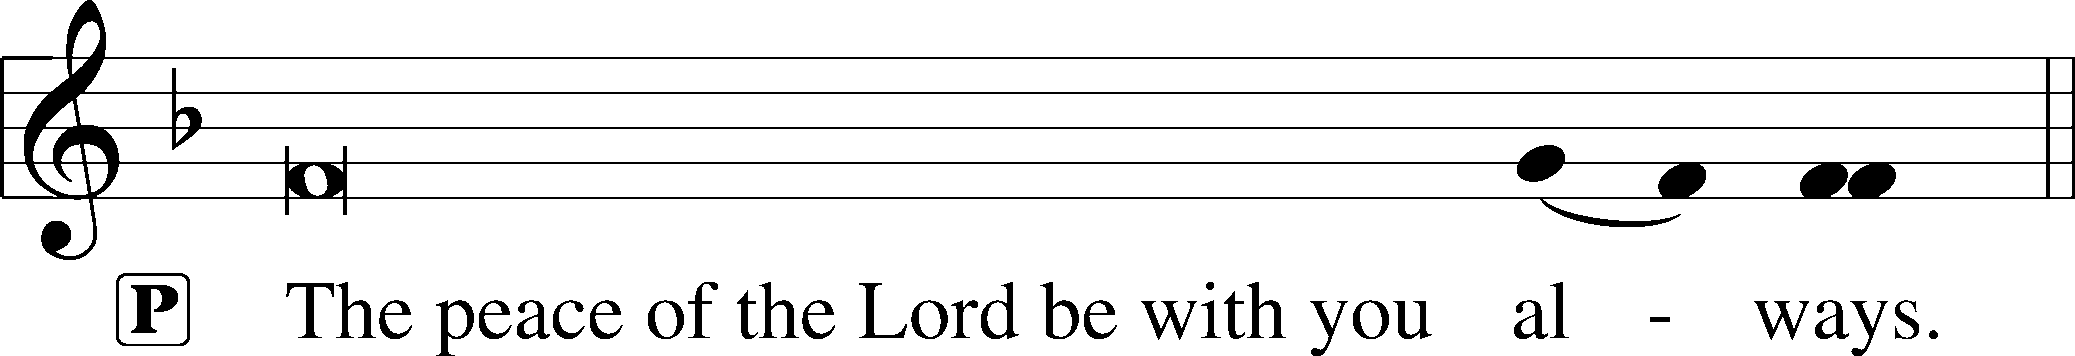 P The peace of the Lord be with you al - ways.